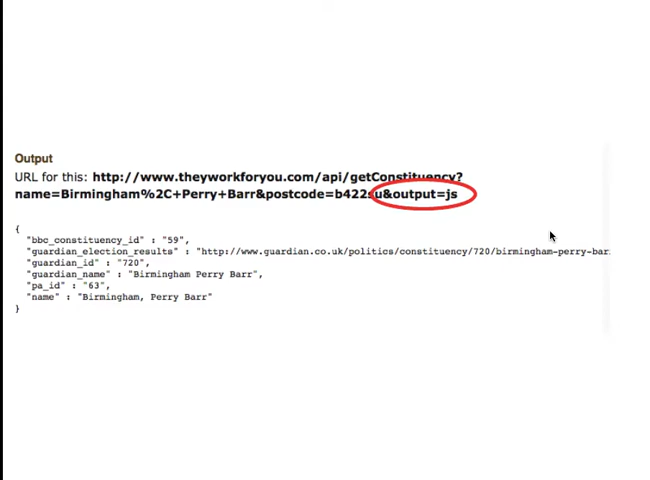 Output
URL for this: http://www.theyworkforyou.com/api/getConstituency?
name=Birmingham%2C+Perry+Barr&postcode=b422su&output=js
{
"bbc_constituency_id" : "59",
"guardian_election_results" : "http://www.guardian.co.uk/politics/constituency/720/birmingham-perry-bar
"guardian_id" : "720",
"guardian_name" : "Birmingham Perry Barr",
"pa_id" : "63",
"name" : "Birmingham, Perry Barr"
}